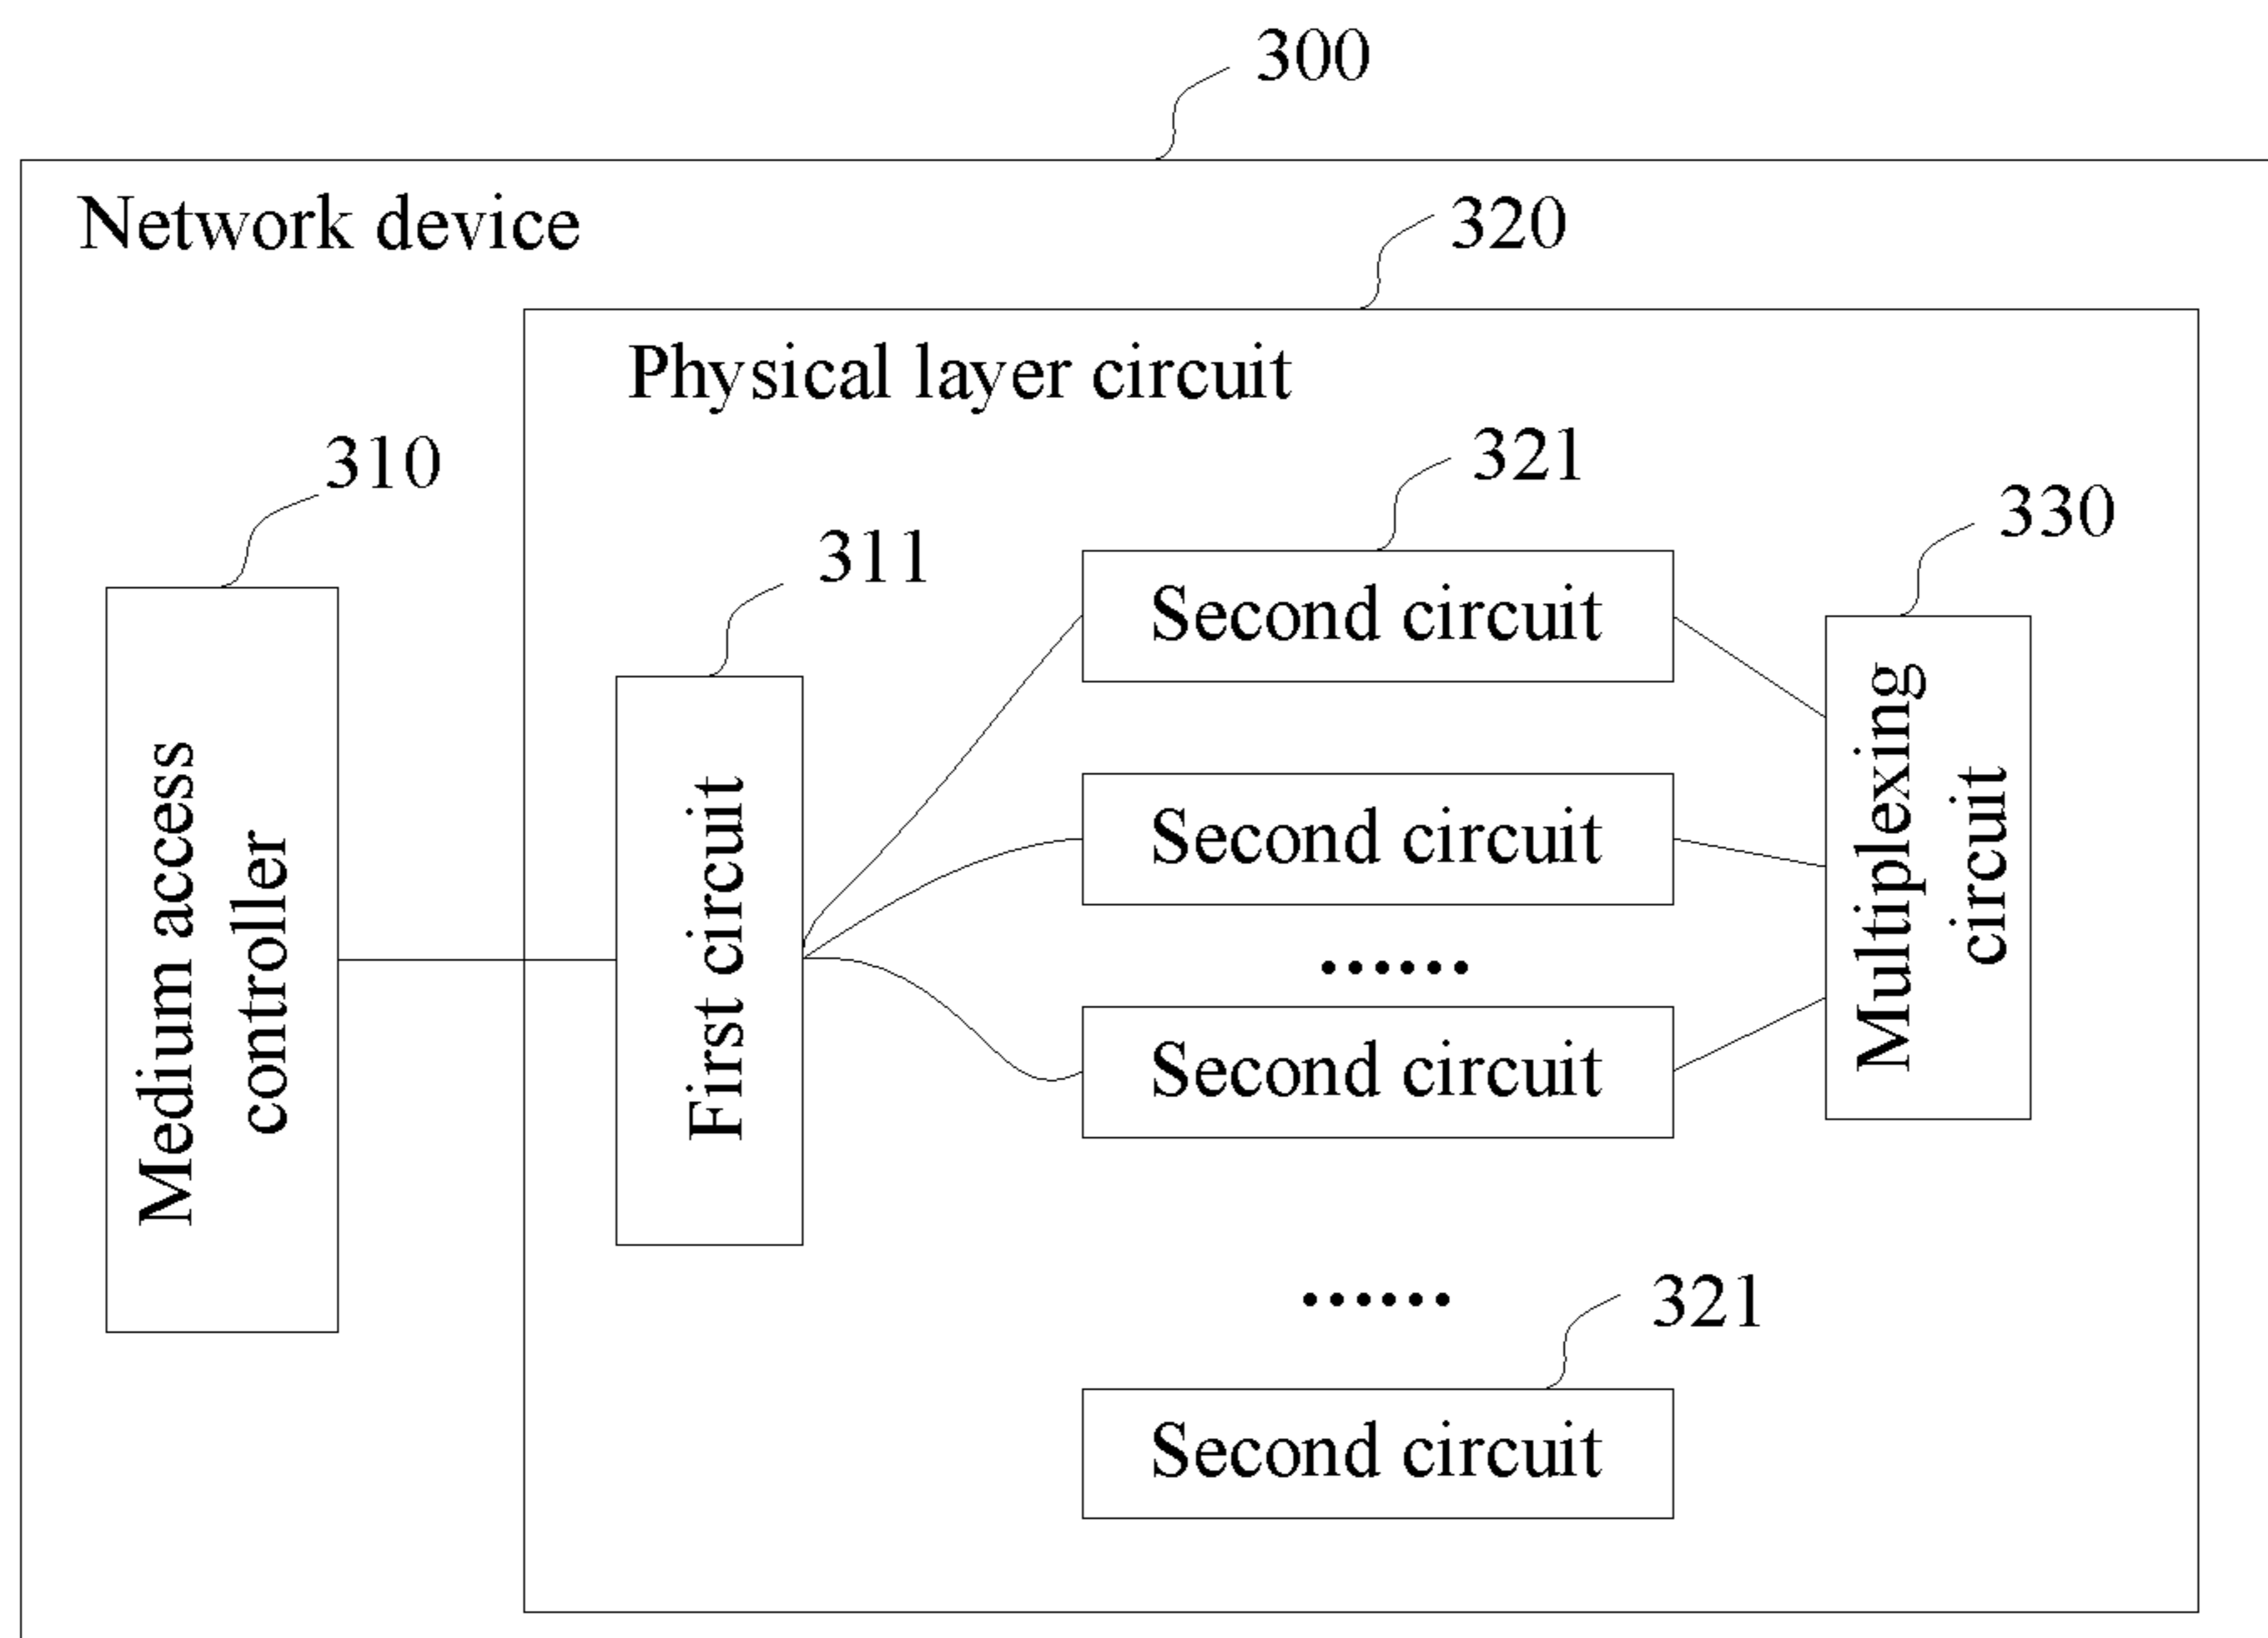 300
Network device
320
Physical layer circuit
310
321
330
311
Second circuit
Multiplexing
circuit
Medium access
controller
First circuit
Second circuit
......
Second circuit
......
321
Second circuit